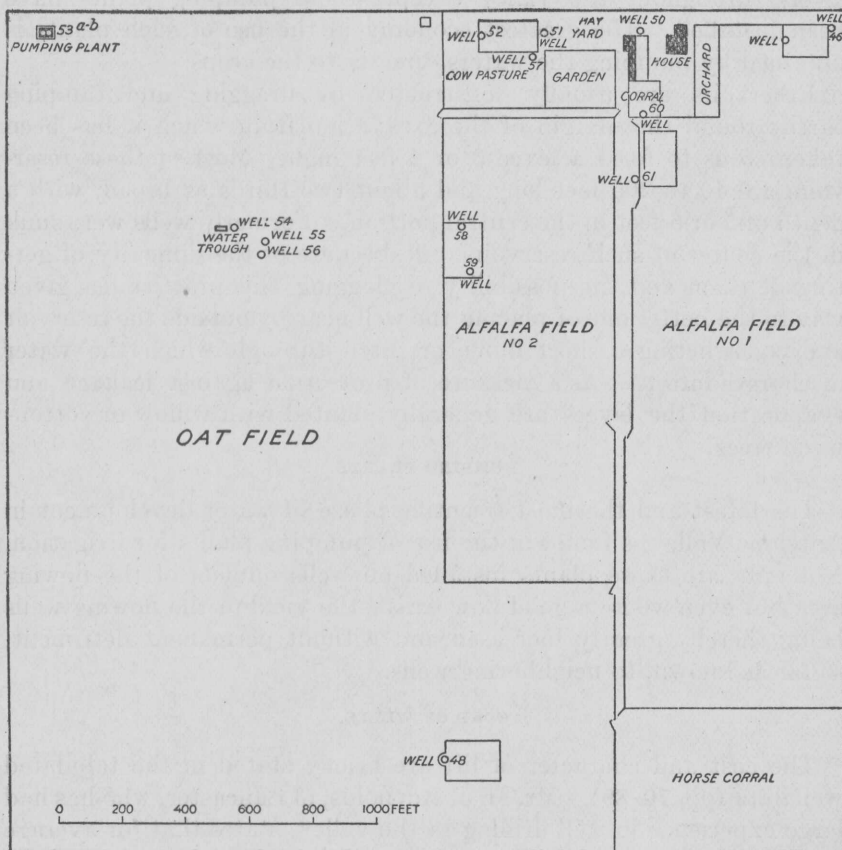 53 a-b
PUMPING PLANT
WELL 52
51
WELL
WELL 57
COW PASTURE
HAY
YARD
GARDEN
WELL 50
HOUSE
CORRAL
60
WELL
ORCHARD
WELL
WELL
46
WELL 61
WELL 54
WATER
TROUGH
WELL 55
WELL 56
WELL
58
59
WELL
ALFALFA FIELD
NO 2
ALFALFA FIELD
NO 1
OAT FIELD
WELL 48
HORSE CORRAL
0 200 400 600 800 1000 FEET